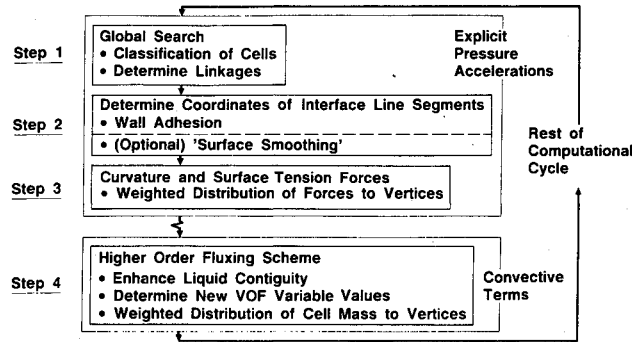 Step 1
Global Search
• Classification of Cells
• Determine Linkages
Explicit
Pressure
Accelerations
Step 2
Determine Coordinates of Interface Line Segments
• Wall Adhesion
• (Optional) 'Surface Smoothing'
Rest of
Computational
Cycle
Step 3
Curvature and Surface Tension Forces
• Weighted Distribution of Forces to Vertices
Step 4
Higher Order Fluxing Scheme
• Enhance Liquid Contiguity
• Determine New VOF Variable Values
• Weighted Distribution of Cell Mass to Vertices
Convective
Terms